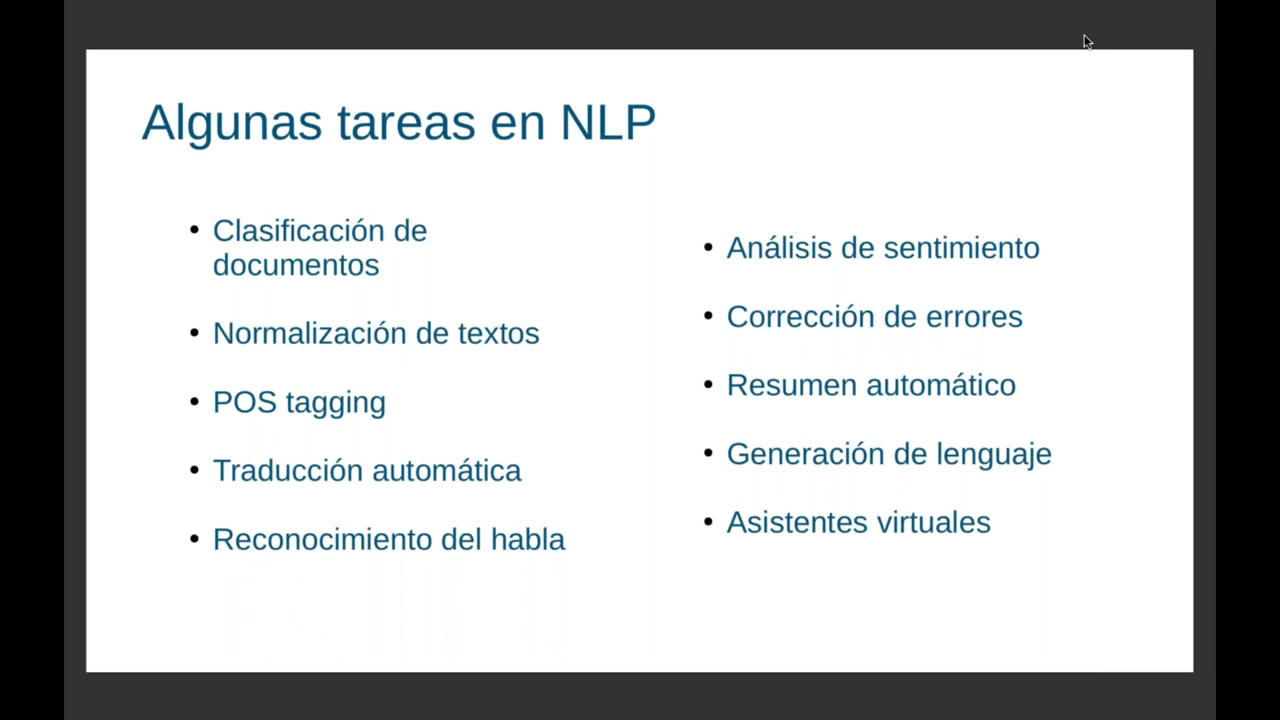 Algunas tareas en NLP
Clasificación de
documentos
Normalización de textos
POS tagging
Traducción automática
Reconocimiento del habla
Análisis de sentimiento
Corrección de errores
Resumen automático
Generación de lenguaje
Asistentes virtuales